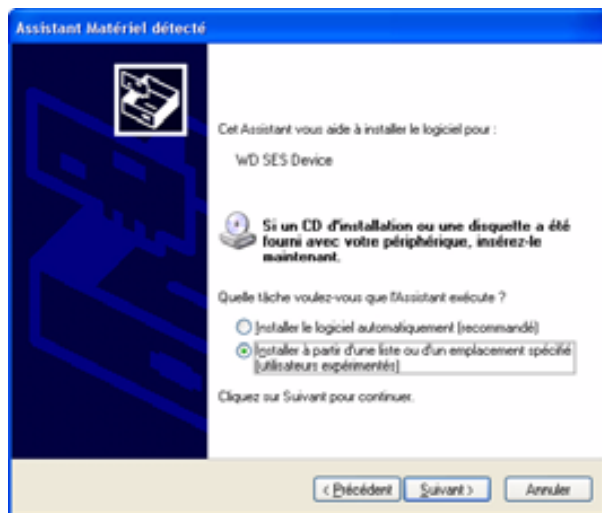 Assistant Matériel détecté
Cet Assistant vous aide à installer le logiciel pour :
WD SES Device
Si un CD d'installation ou une disquette a été
fourni avec votre périphérique, insérez-le
maintenant.
Quelle tâche voulez-vous que l'Assistant exécute ?
Installer le logiciel automatiquement (recommandé)
Installer à partir d'une liste ou d'un emplacement spécifié
(utilisateurs expérimentés)
Cliquez sur Suivant pour continuer.
< Précédent Suivant > Annuler